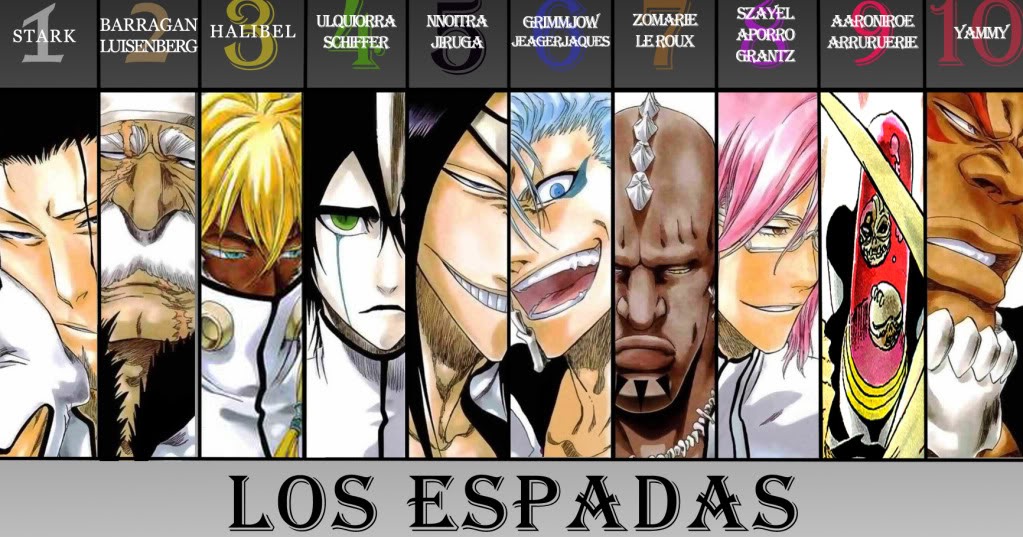 1
STARK
2
BARRAGAN
LUISENBERG
3
HALIBEL
4
ULQUIORRA
SCHIFFER
5
NNOITRA
JIRUGA
6
GRIMMJOW
JEAGERJAQUES
7
ZOMARIE
LE ROUX
8
SZAYEL
APORRO
GRANTZ
9
AARONIROE
ARRURUERIE
10
YAMMY
LOS ESPADAS